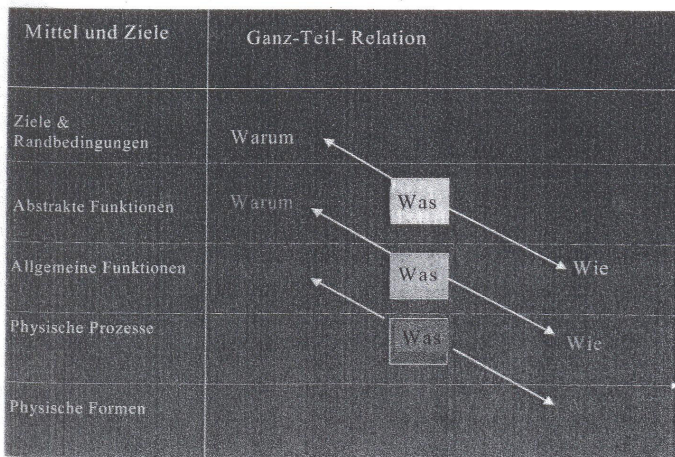 Mittel und Ziele
Ganz-Teil- Relation
Ziele &
Randbedingungen
Warum
Abstrakte Funktionen
Warum
Was
Allgemeine Funktionen
Was
Wie
Physische Prozesse
Was
Wie
Physische Formen